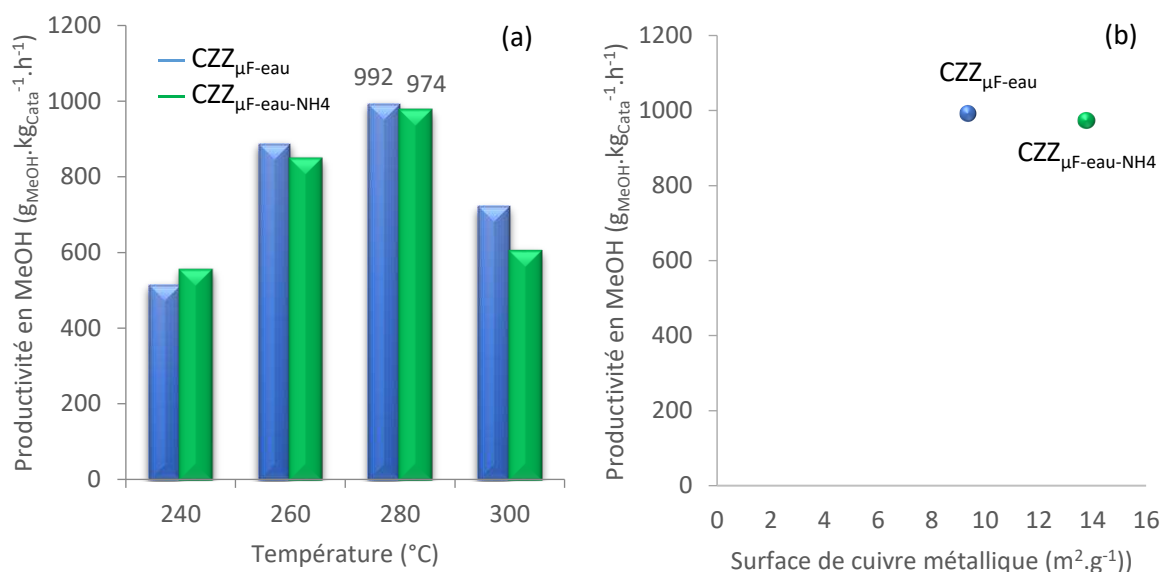 (a)
CZZμF-eau
CZZμF-eau-NH4
992 974
1200
1000
800
600
400
200
0
240 260 280 300
Température (°C)
Productivité en MeOH (gMeOH.kgCata-1.h-1)
(b)
CZZμF-eau
CZZμF-eau-NH4
1200
1000
800
600
400
200
0
0 2 4 6 8 10 12 14 16
Surface de cuivre métallique (m2.g-1))
Productivité en MeOH (gMeOH.kgCata-1.h-1)